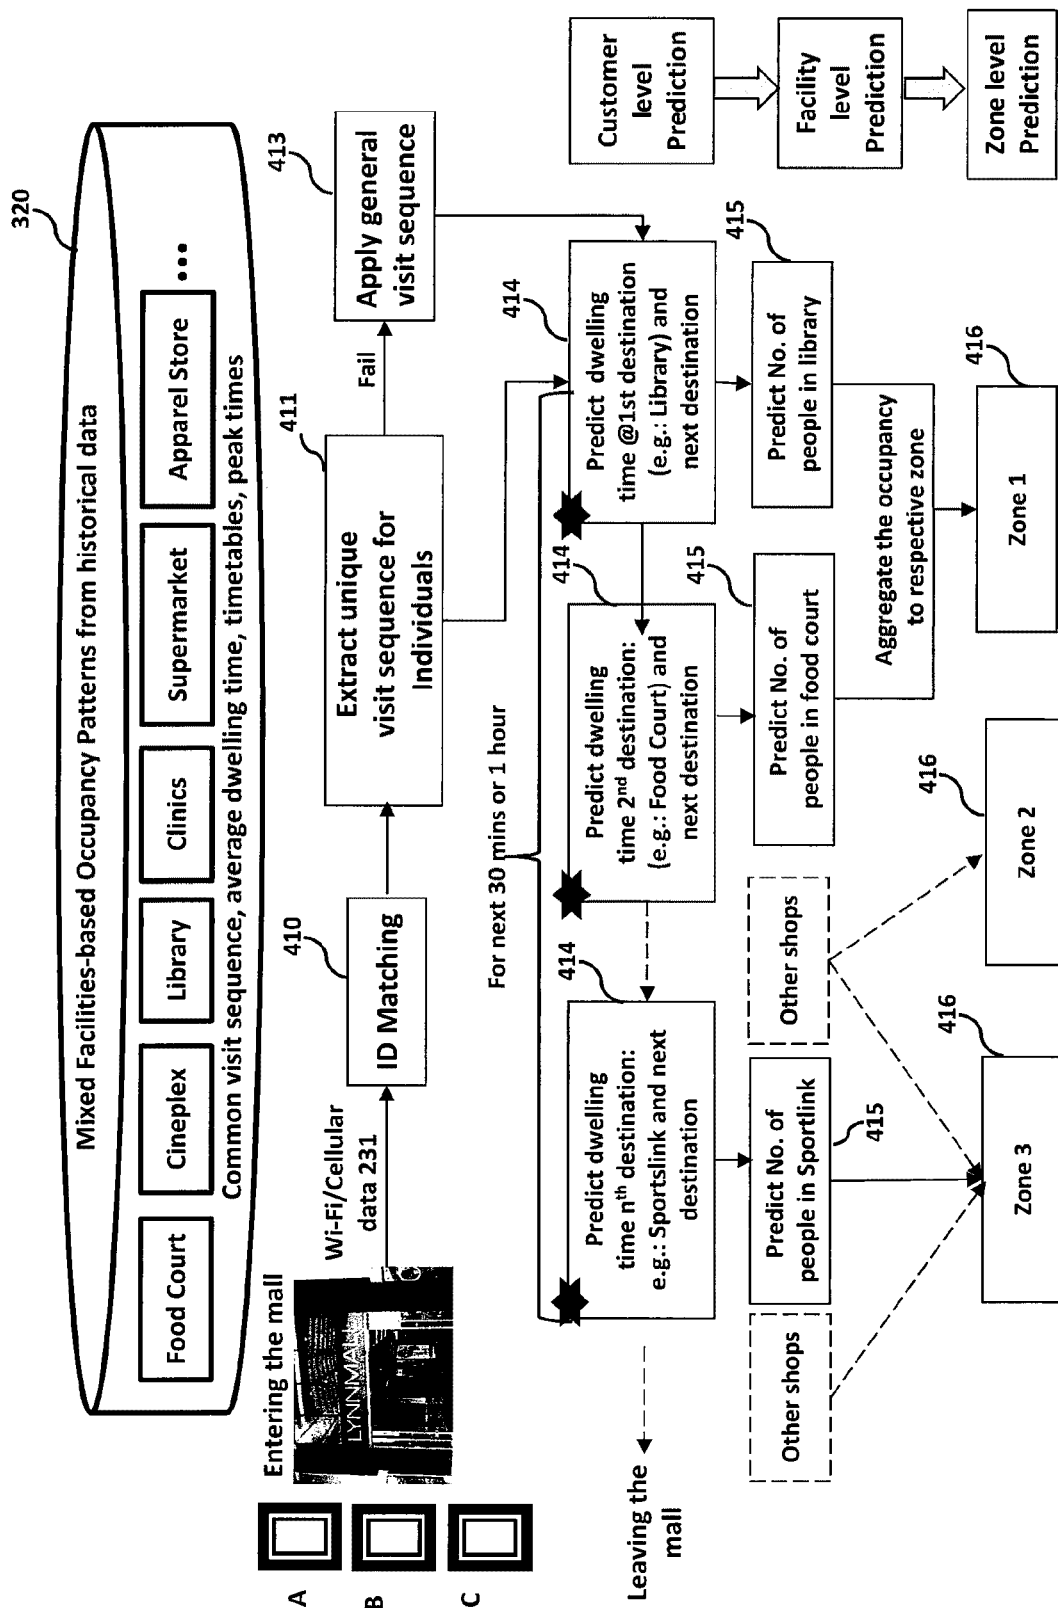 320
Mixed Facilities-based Occupancy Patterns from historical data
Food Court
Cineplex
Library
Clinics
Supermarket
Apparel Store
...
Common visit sequence, average dwelling time, timetables, peak times
A
B
C
Entering the mall
LYNNMALL
Wi-Fi/Cellular
data 231
410
ID Matching
411
Extract unique
visit sequence for
Individuals
Fail
413
Apply general
visit sequence
For next 30 mins or 1 hour
Leaving the
mall
414
Predict dwelling
time nth destination:
e.g.: Sportslink and next
destination
414
Predict dwelling
time 2nd destination:
(e.g.: Food Court) and
next destination
414
Predict dwelling
time @1st destination
(e.g.: Library) and
next destination
Customer
level
Prediction
Other shops
Predict No. of
people in Sportlink
415
Other shops
415
Predict No. of
people in food court
415
Predict No. of
people in library
Facility
level
Prediction
Aggregate the occupancy
to respective zone
416
Zone 3
416
Zone 2
416
Zone 1
Zone level
Prediction